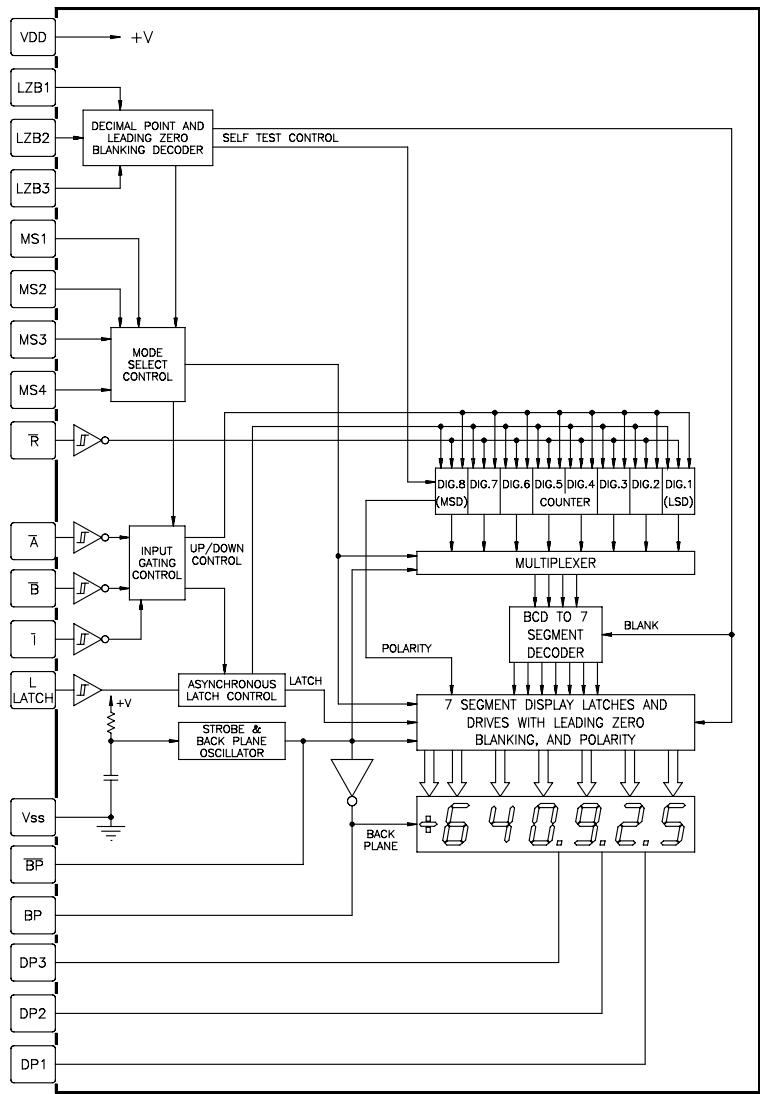 VDD
+V
LZB1
LZB2
LZB3
DECIMAL POINT AND
LEADING ZERO
BLANKING DECODER
SELF TEST CONTROL
MS1
MS2
MS3
MS4
MODE
SELECT
CONTROL
R̅
DIG.8
(MSD)
DIG.7
DIG.6
DIG.5
DIG.4
DIG.3
DIG.2
DIG.1
(LSD)
COUNTER
A̅
B̅
I̅
INPUT
GATING
CONTROL
UP/DOWN
CONTROL
MULTIPLEXER
BCD TO 7
SEGMENT
DECODER
BLANK
POLARITY
L
LATCH
+V
ASYNCHRONOUS
LATCH CONTROL
LATCH
7 SEGMENT DISPLAY LATCHES AND
DRIVES WITH LEADING ZERO
BLANKING, AND POLARITY
STROBE &
BACK PLANE
OSCILLATOR
Vss
BACK
PLANE
+640.9.2.5
B̅P̅
BP
DP3
DP2
DP1